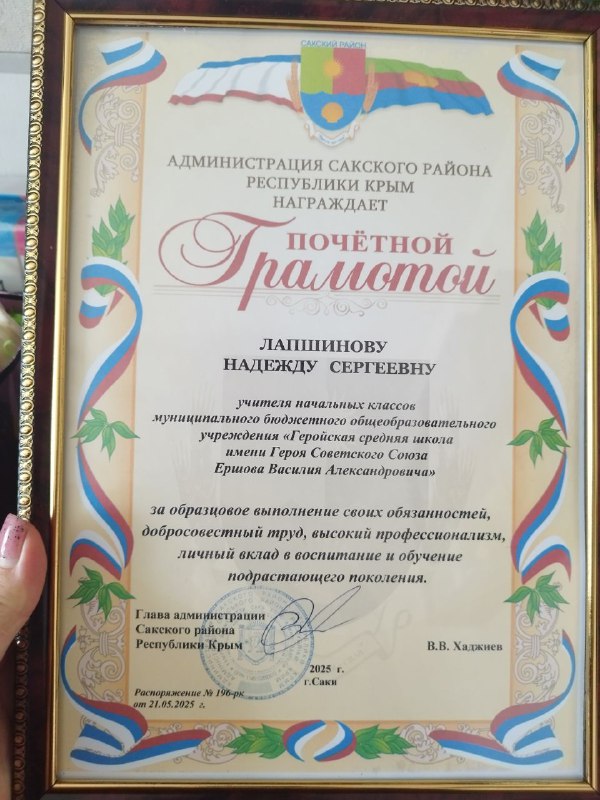 САКСКИЙ РАЙОН
АДМИНИСТРАЦИЯ САКСКОГО РАЙОНА
РЕСПУБЛИКИ КРЫМ
НАГРАЖДАЕТ
ПОЧЁТНОЙ
Грамотой
ЛАПШИНОВУ
НАДЕЖДУ СЕРГЕЕВНУ
учителя начальных классов
муниципального бюджетного общеобразовательного
учреждения «Геройская средняя школа
имени Героя Советского Союза
Ершова Василия Александровича»
за образцовое выполнение своих обязанностей,
добросовестный труд, высокий профессионализм,
личный вклад в воспитание и обучение
подрастающего поколения.
Глава администрации
Сакского района
Республики Крым
В.В. Хаджиев
2025 г.
г.Саки
Распоряжение № 196-рк
от 21.05.2025 г.